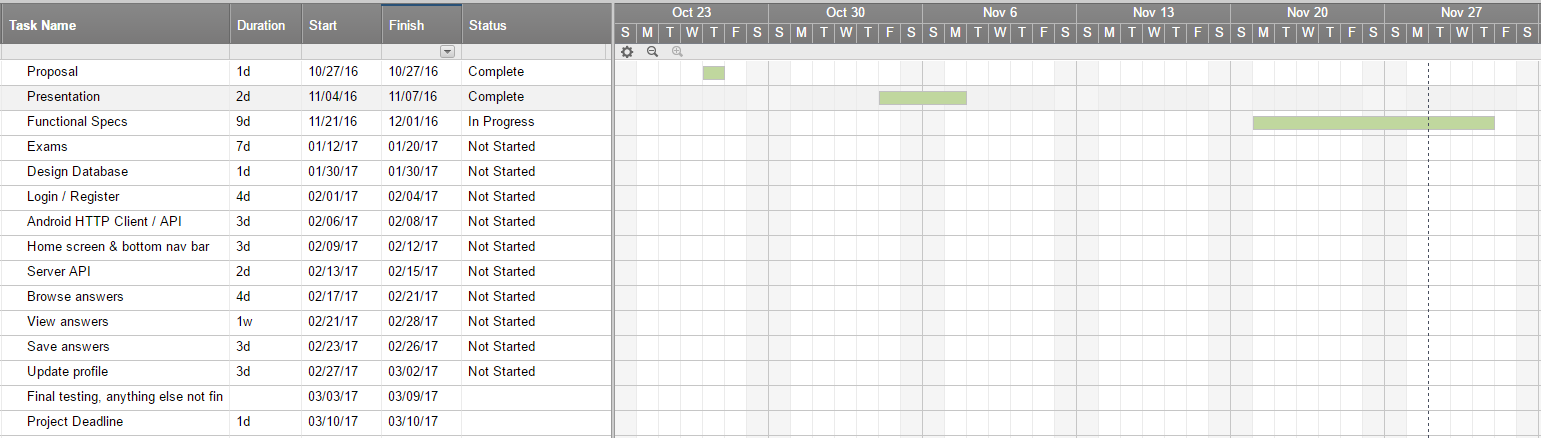 Task Name Duration Start Finish Status Oct 23 Oct 30 Nov 6 Nov 13 Nov 20 Nov 27
S M T W T F S S M T W T F S S M T W T F S S M T W T F S S M T W T F S S M T W T F S
Proposal 1d 10/27/16 10/27/16 Complete
Presentation 2d 11/04/16 11/07/16 Complete
Functional Specs 9d 11/21/16 12/01/16 In Progress
Exams 7d 01/12/17 01/20/17 Not Started
Design Database 1d 01/30/17 01/30/17 Not Started
Login / Register 4d 02/01/17 02/04/17 Not Started
Android HTTP Client / API 3d 02/06/17 02/08/17 Not Started
Home screen & bottom nav bar 3d 02/09/17 02/12/17 Not Started
Server API 2d 02/13/17 02/15/17 Not Started
Browse answers 4d 02/17/17 02/21/17 Not Started
View answers 1w 02/21/17 02/28/17 Not Started
Save answers 3d 02/23/17 02/26/17 Not Started
Update profile 3d 02/27/17 03/02/17 Not Started
Final testing, anything else not fin 03/03/17 03/09/17
Project Deadline 1d 03/10/17 03/10/17